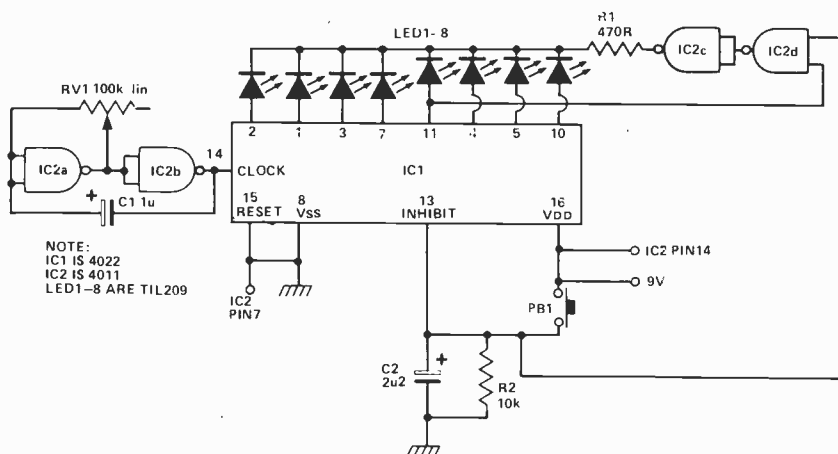 LED1-8
R1
470R
IC2c
IC2d
RV1 100k lin
2
1
3
7
11
4
5
10
IC2a
IC2b
14
CLOCK
IC1
C1 1u
+
15
RESET
8
VSS
13
INHIBIT
16
VDD
NOTE:
IC1 IS 4022
IC2 IS 4011
LED1-8 ARE TIL209
IC2
PIN7
IC2 PIN14
9V
PB1
C2
2u2
+
R2
10k